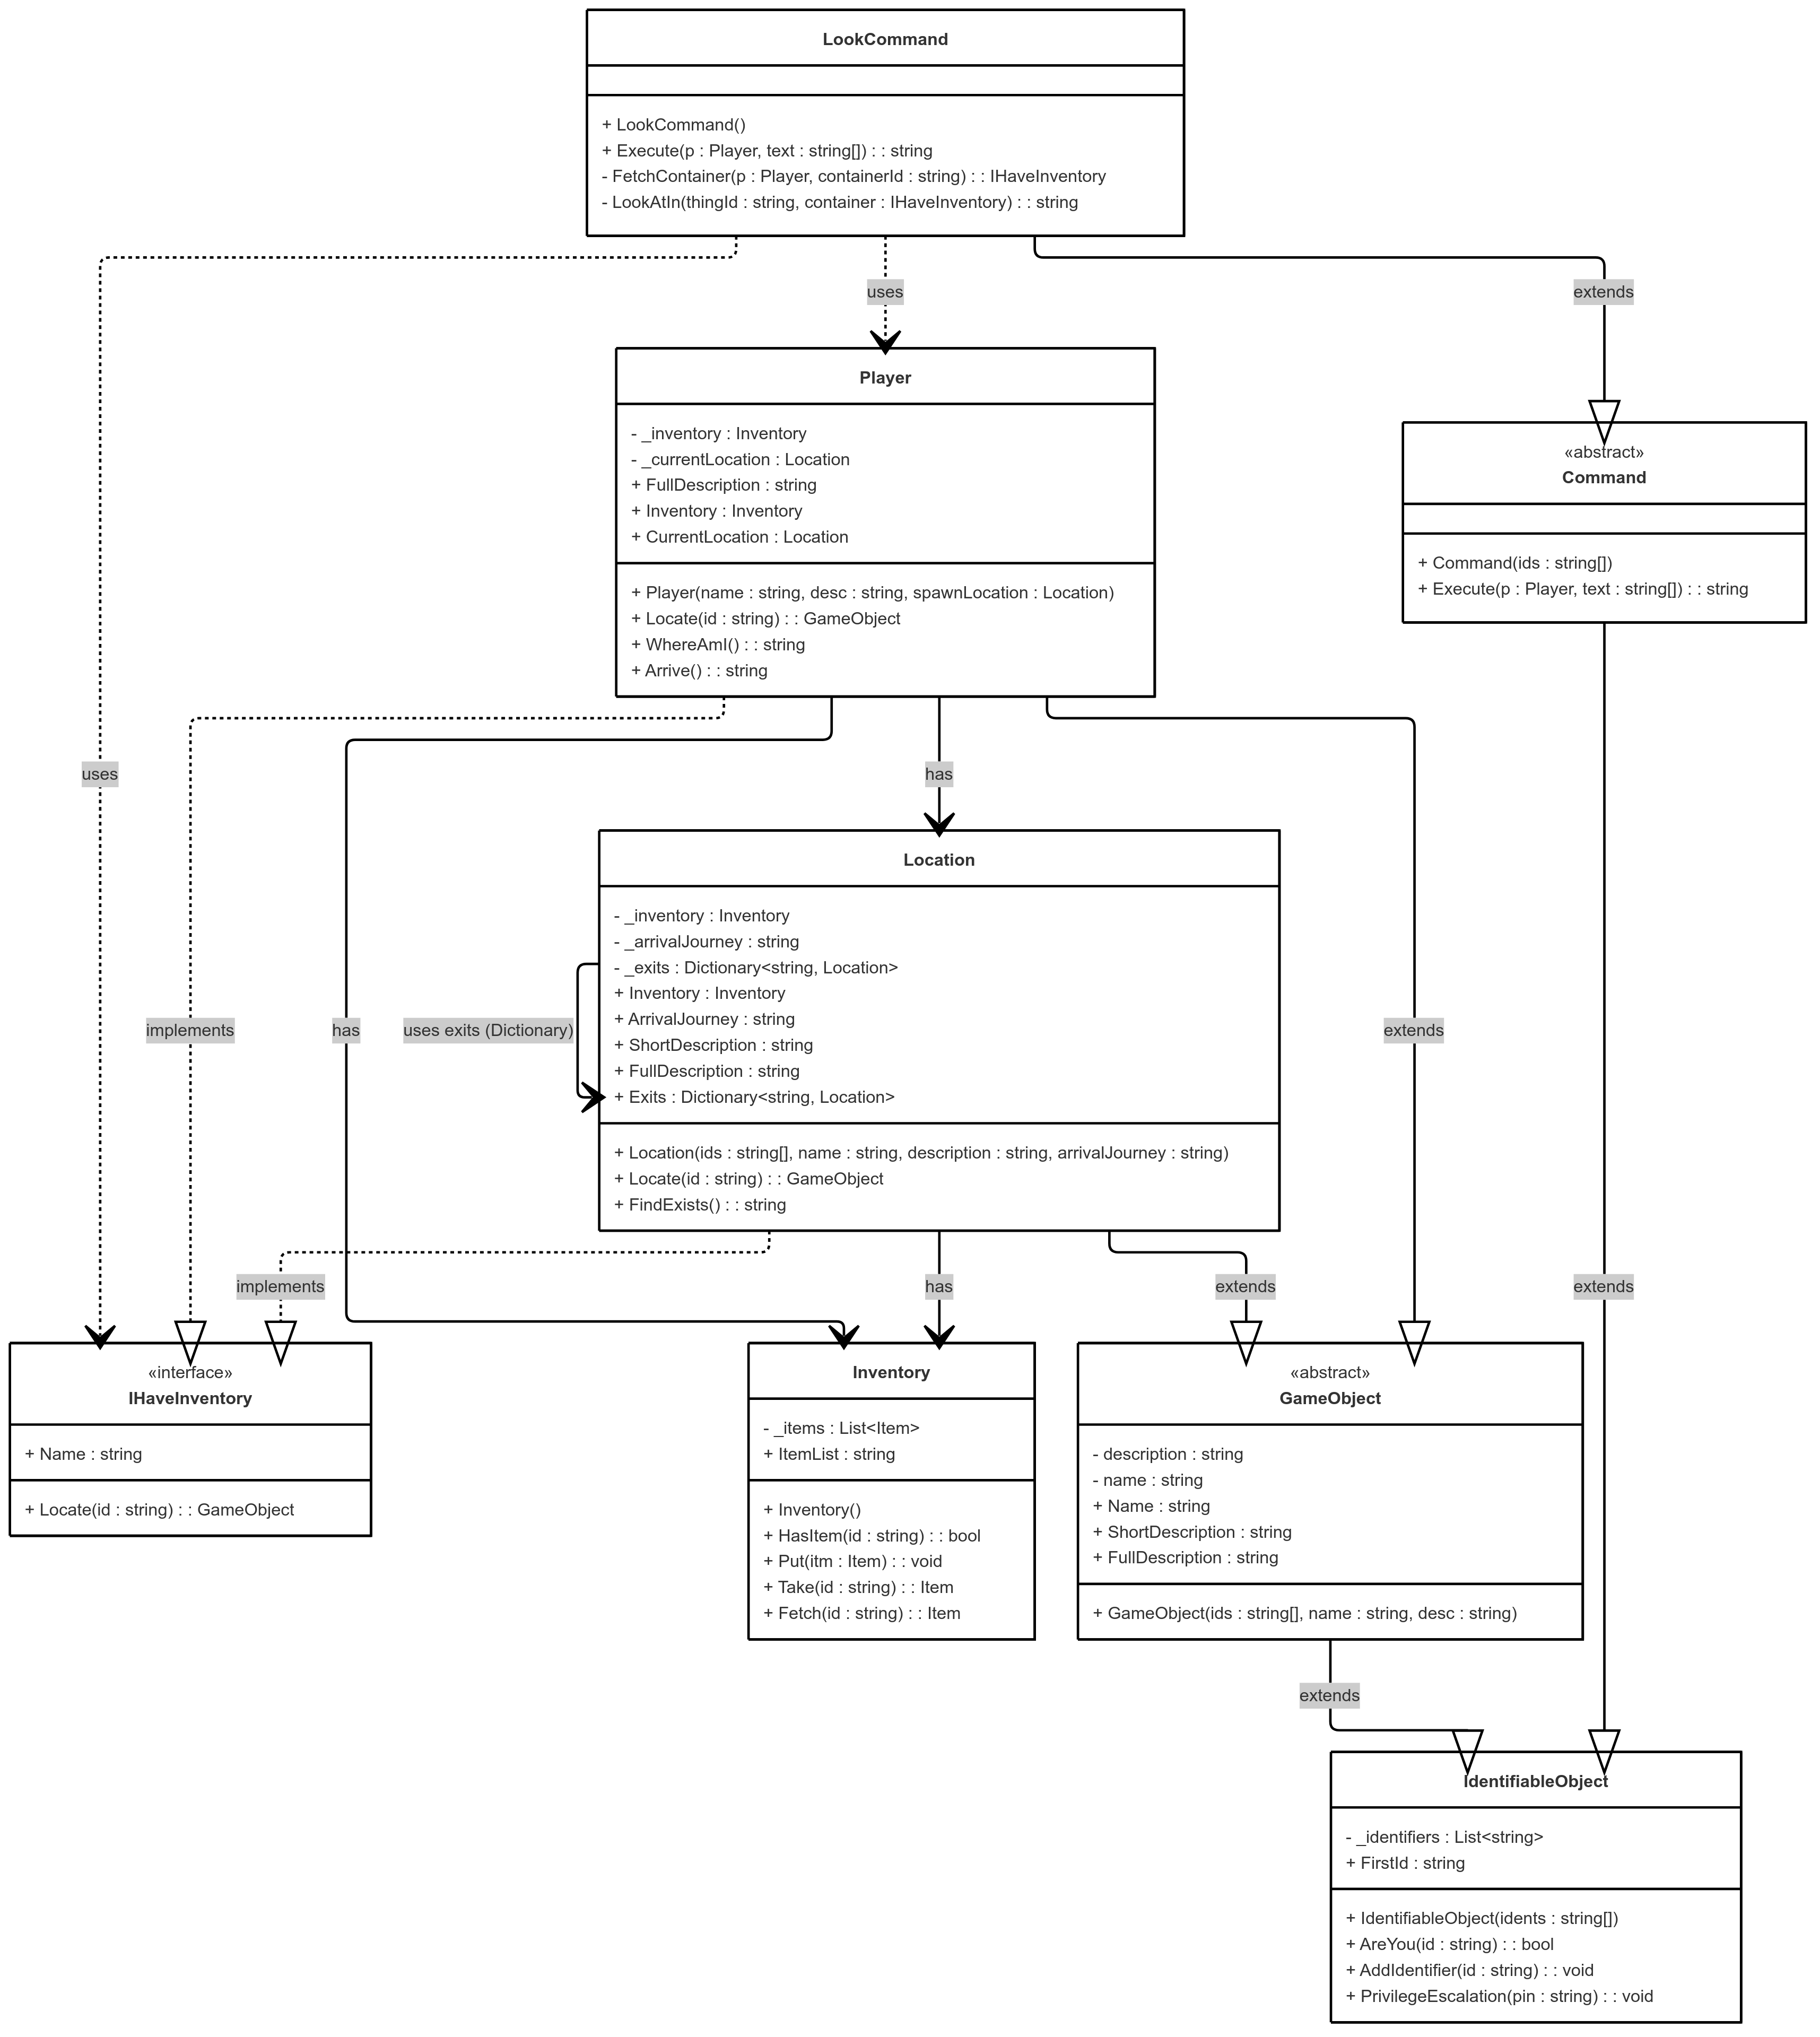 LookCommand
+ LookCommand()
+ Execute(p : Player, text : string[]) : : string
- FetchContainer(p : Player, containerId : string) : : IHaveInventory
- LookAtIn(thingId : string, container : IHaveInventory) : : string
uses
extends
Player
- _inventory : Inventory
- _currentLocation : Location
+ FullDescription : string
+ Inventory : Inventory
+ CurrentLocation : Location
+ Player(name : string, desc : string, spawnLocation : Location)
+ Locate(id : string) : : GameObject
+ WhereAmI() : : string
+ Arrive() : : string
«abstract»
Command
+ Command(ids : string[])
+ Execute(p : Player, text : string[]) : : string
uses
has
Location
- _inventory : Inventory
- _arrivalJourney : string
- _exits : Dictionary<string, Location>
+ Inventory : Inventory
+ ArrivalJourney : string
+ ShortDescription : string
+ FullDescription : string
+ Exits : Dictionary<string, Location>
+ Location(ids : string[], name : string, description : string, arrivalJourney : string)
+ Locate(id : string) : : GameObject
+ FindExists() : : string
implements
has
uses exits (Dictionary)
extends
implements
has
extends
extends
«interface»
IHaveInventory
+ Name : string
+ Locate(id : string) : : GameObject
Inventory
- _items : List<Item>
+ ItemList : string
+ Inventory()
+ HasItem(id : string) : : bool
+ Put(itm : Item) : : void
+ Take(id : string) : : Item
+ Fetch(id : string) : : Item
«abstract»
GameObject
- description : string
- name : string
+ Name : string
+ ShortDescription : string
+ FullDescription : string
+ GameObject(ids : string[], name : string, desc : string)
extends
IdentifiableObject
- _identifiers : List<string>
+ FirstId : string
+ IdentifiableObject(idents : string[])
+ AreYou(id : string) : : bool
+ AddIdentifier(id : string) : : void
+ PrivilegeEscalation(pin : string) : : void